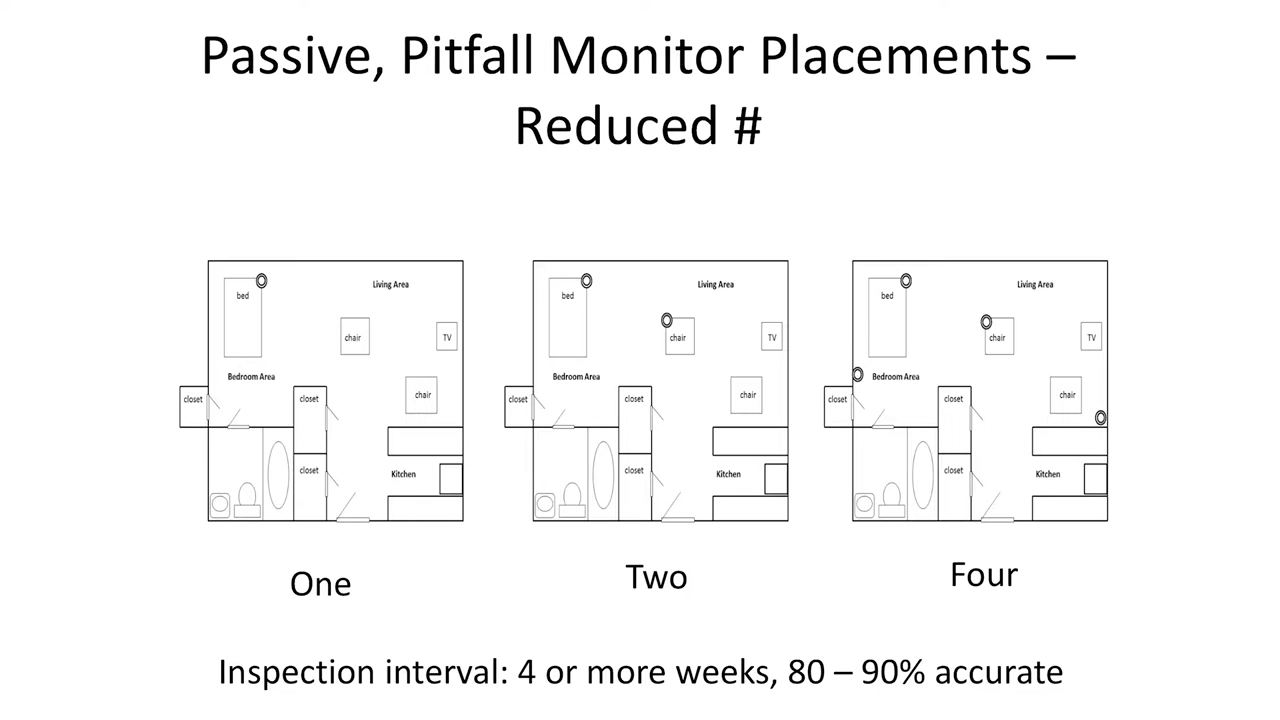 Passive, Pitfall Monitor Placements –
Reduced #
bed
Living Area
chair
TV
Bedroom Area
chair
closet
closet
closet
Kitchen
One
bed
Living Area
chair
TV
Bedroom Area
chair
closet
closet
closet
Kitchen
Two
bed
Living Area
chair
TV
Bedroom Area
chair
closet
closet
closet
Kitchen
Four
Inspection interval: 4 or more weeks, 80 – 90% accurate